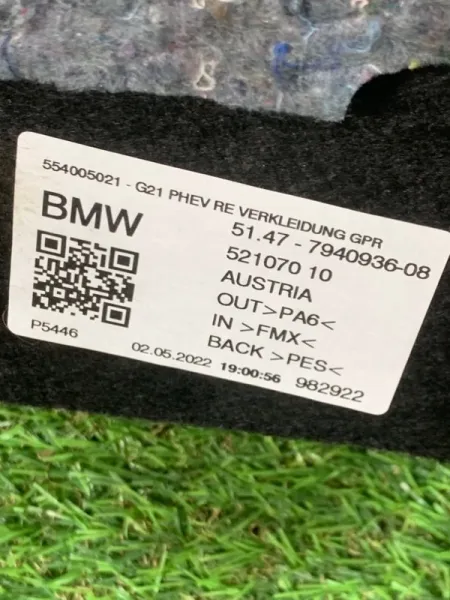 554005021 - G21 PHEV RE VERKLEIDUNG GPR
BMW
51.47 - 7940936-08
521070 10
AUSTRIA
OUT>PA6<
IN >FMX<
BACK >PES<
P5446
02.05.2022 19:00:56 982922